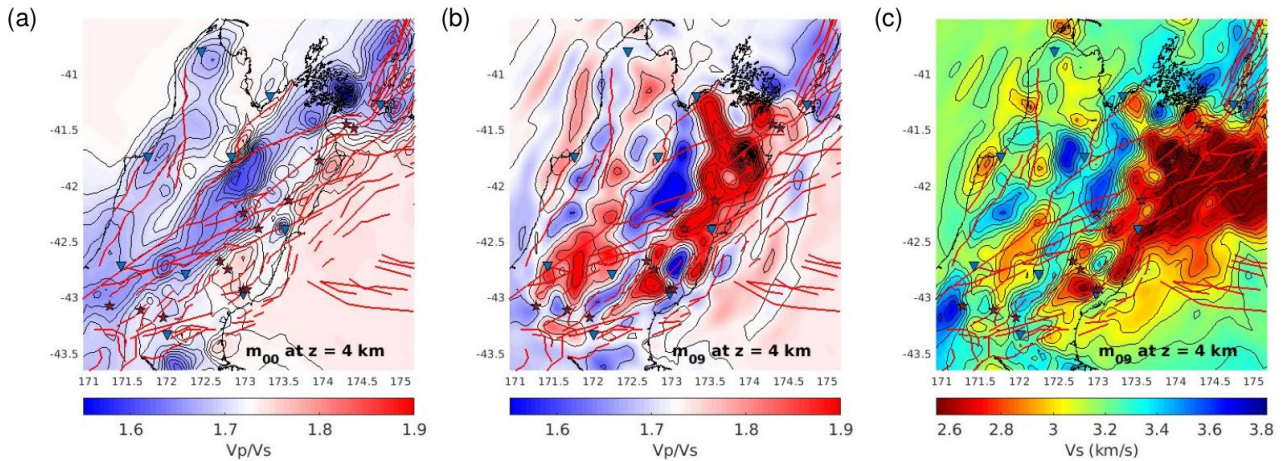 (a) (b) (c)
-41 -41 -41
-41.5 -41.5 -41.5
-42 -42 -42
-42.5 -42.5 -42.5
-43 -43 -43
-43.5 -43.5 -43.5
m00 at z = 4 km m09 at z = 4 km m09 at z = 4 km
171 171.5 172 172.5 173 173.5 174 174.5 175 171 171.5 172 172.5 173 173.5 174 174.5 175 171 171.5 172 172.5 173 173.5 174 174.5 175
1.6 1.7 1.8 1.9 1.6 1.7 1.8 1.9 2.6 2.8 3 3.2 3.4 3.6 3.8
Vp/Vs Vp/Vs Vs (km/s)